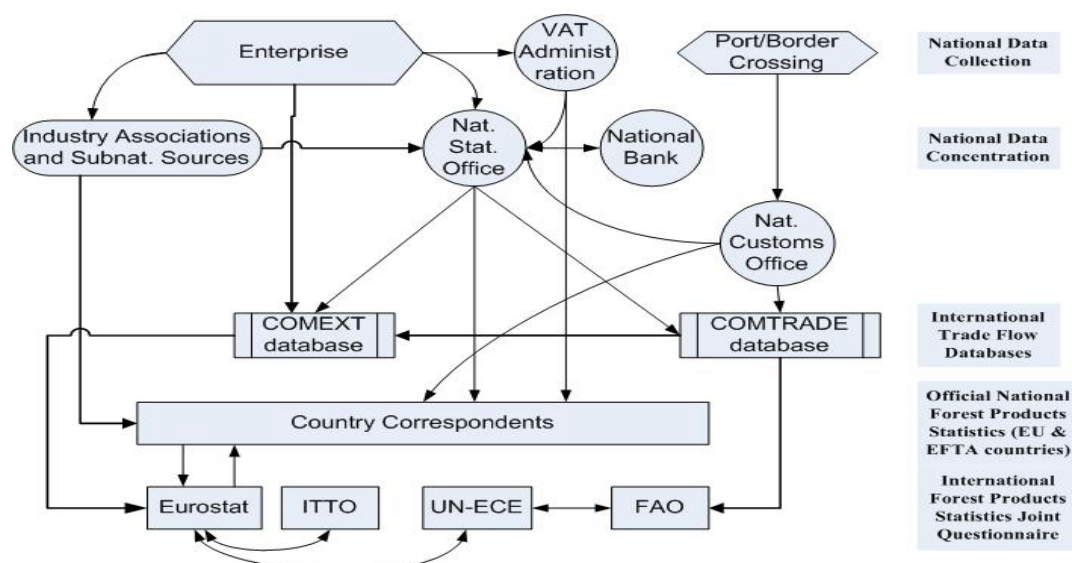 Enterprise
VAT
Administ
ration
Port/Border
Crossing
National Data
Collection
Industry Associations
and Subnat. Sources
Nat.
Stat.
Office
National
Bank
National Data
Concentration
Nat.
Customs
Office
COMEXT
database
COMTRADE
database
International
Trade Flow
Databases
Country Correspondents
Official National
Forest Products
Statistics (EU &
EFTA countries)
Eurostat
ITTO
UN-ECE
FAO
International
Forest Products
Statistics Joint
Questionnaire